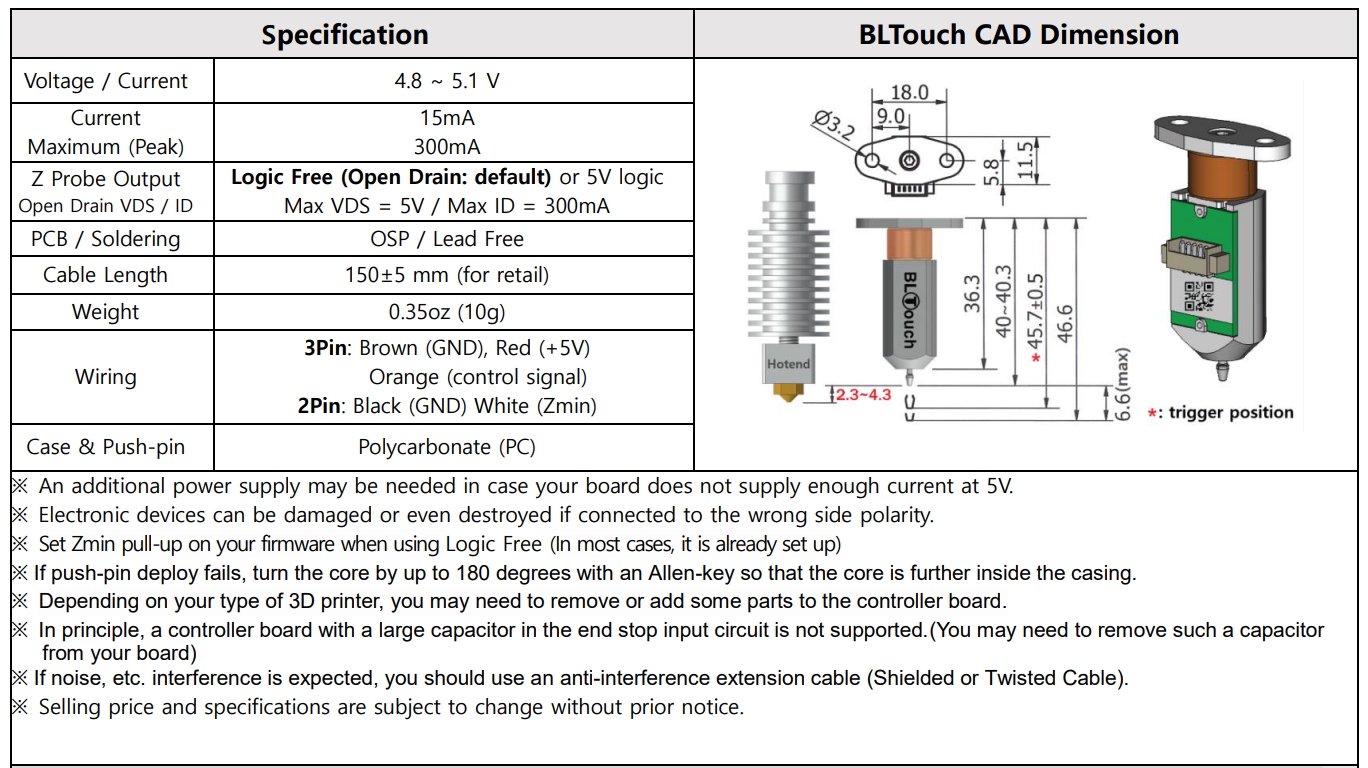 Specification
BLTouch CAD Dimension
Voltage / Current
4.8 ~ 5.1 V
Current
Maximum (Peak)
15mA
300mA
Z Probe Output
Open Drain VDS / ID
Logic Free (Open Drain: default) or 5V logic
Max VDS = 5V / Max ID = 300mA
PCB / Soldering
OSP / Lead Free
Cable Length
150±5 mm (for retail)
Weight
0.35oz (10g)
Wiring
3Pin: Brown (GND), Red (+5V)
Orange (control signal)
2Pin: Black (GND) White (Zmin)
Case & Push-pin
Polycarbonate (PC)
18.0
9.0
Ø3.2
5.8
11.5
Hotend
BLTouch
36.3
40~40.3
*45.7±0.5
46.6
2.3~4.3
6.6(max)
*: trigger position
※ An additional power supply may be needed in case your board does not supply enough current at 5V.
※ Electronic devices can be damaged or even destroyed if connected to the wrong side polarity.
※ Set Zmin pull-up on your firmware when using Logic Free (In most cases, it is already set up)
※ If push-pin deploy fails, turn the core by up to 180 degrees with an Allen-key so that the core is further inside the casing.
※ Depending on your type of 3D printer, you may need to remove or add some parts to the controller board.
※ In principle, a controller board with a large capacitor in the end stop input circuit is not supported.(You may need to remove such a capacitor
from your board)
※ If noise, etc. interference is expected, you should use an anti-interference extension cable (Shielded or Twisted Cable).
※ Selling price and specifications are subject to change without prior notice.